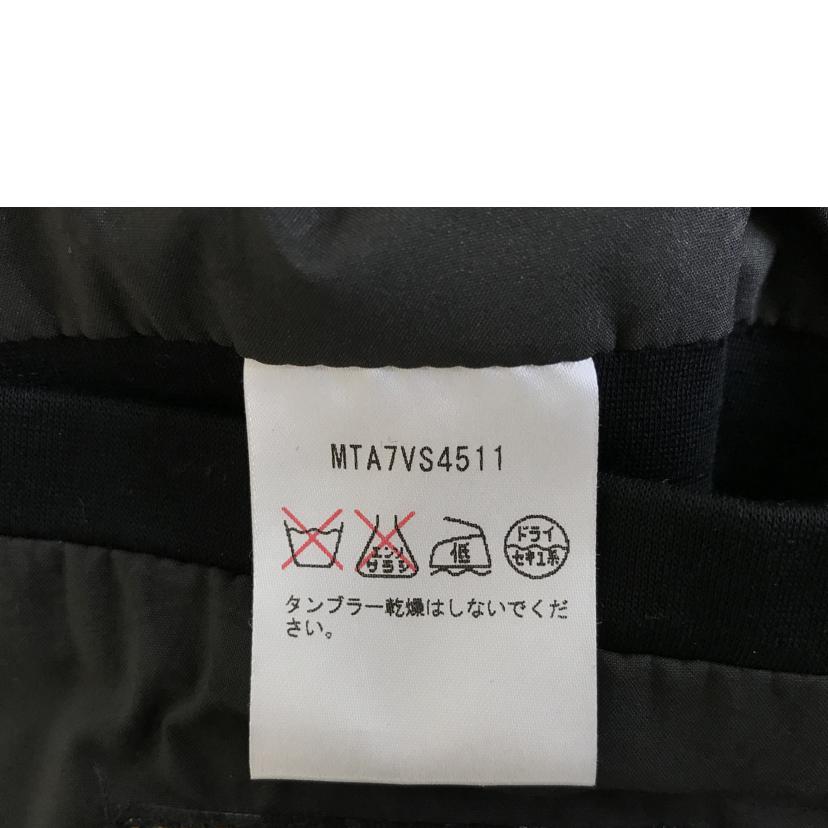 MTA7VS4511
エンソ サラシ 低 ドライ セキユ系
タンブラー乾燥はしないでくだ
さい。